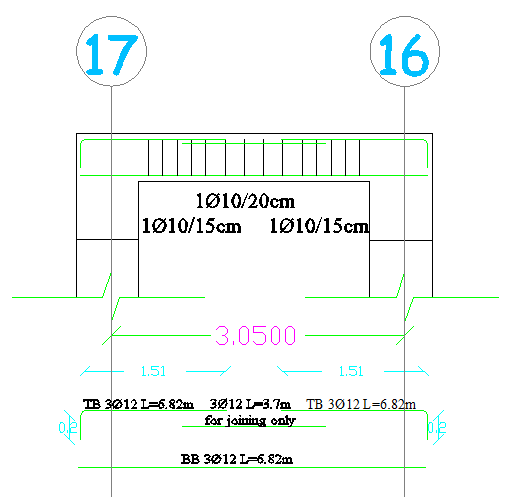 17 16
1Ø10/20cm
1Ø10/15cm 1Ø10/15cm
3.0500
1.51 1.51
TB 3Ø12 L=6.82m 3Ø12 L=3.7m TB 3Ø12 L=6.82m
for joining only
BB 3Ø12 L=6.82m